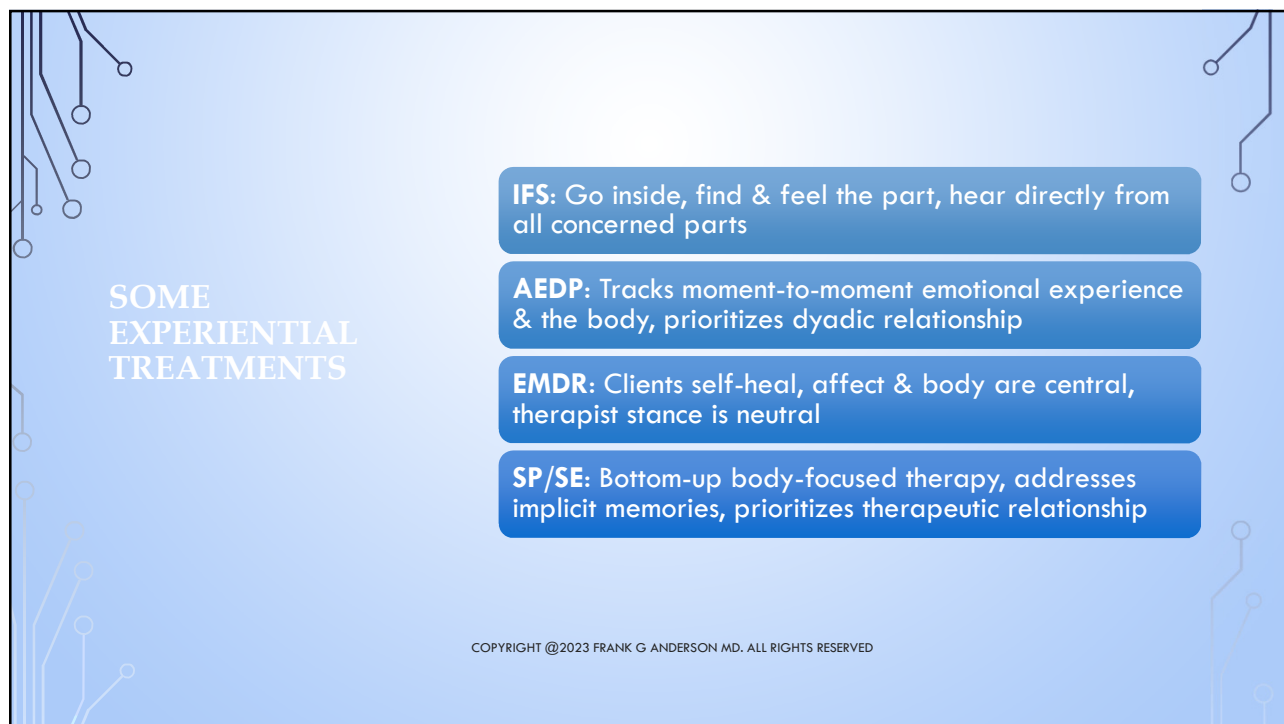 SOME
EXPERIENTIAL
TREATMENTS
IFS: Go inside, find & feel the part, hear directly from
all concerned parts
AEDP: Tracks moment-to-moment emotional experience
& the body, prioritizes dyadic relationship
EMDR: Clients self-heal, affect & body are central,
therapist stance is neutral
SP/SE: Bottom-up body-focused therapy, addresses
implicit memories, prioritizes therapeutic relationship
COPYRIGHT @2023 FRANK G ANDERSON MD. ALL RIGHTS RESERVED